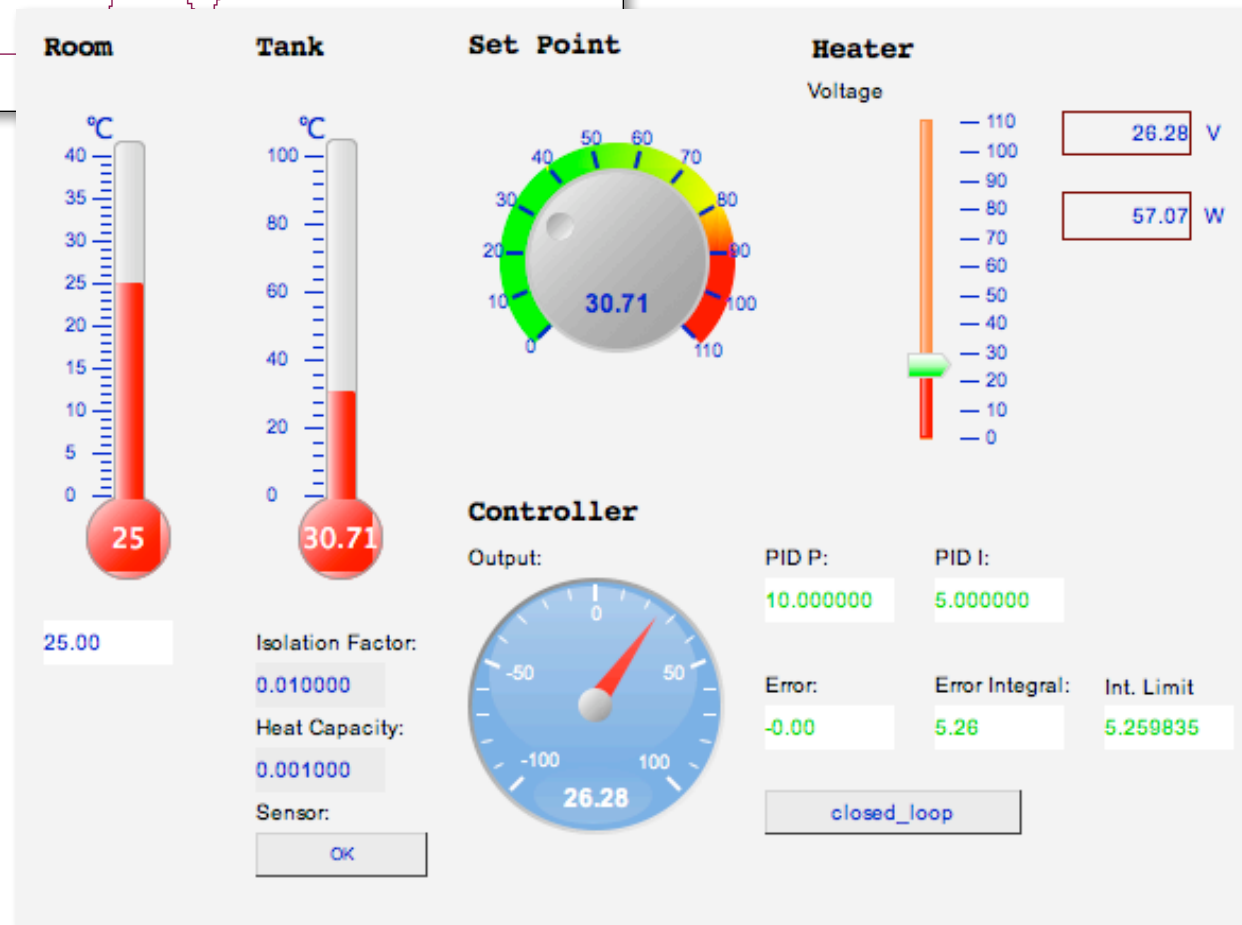 Room
Tank
Set Point
Heater
Voltage
°C
40
35
30
25
20
15
10
5
0
25
25.00
°C
100
80
60
40
20
0
30.71
Isolation Factor:
0.010000
Heat Capacity:
0.001000
Sensor:
OK
0
10
20
30
40
50
60
70
80
90
100
110
30.71
110
100
90
80
70
60
50
40
30
20
10
0
26.28 V
57.07 W
Controller
Output:
0
-50
50
-100
100
26.28
PID P:
PID I:
10.000000
5.000000
Error:
Error Integral:
Int. Limit
-0.00
5.26
5.259835
closed_loop